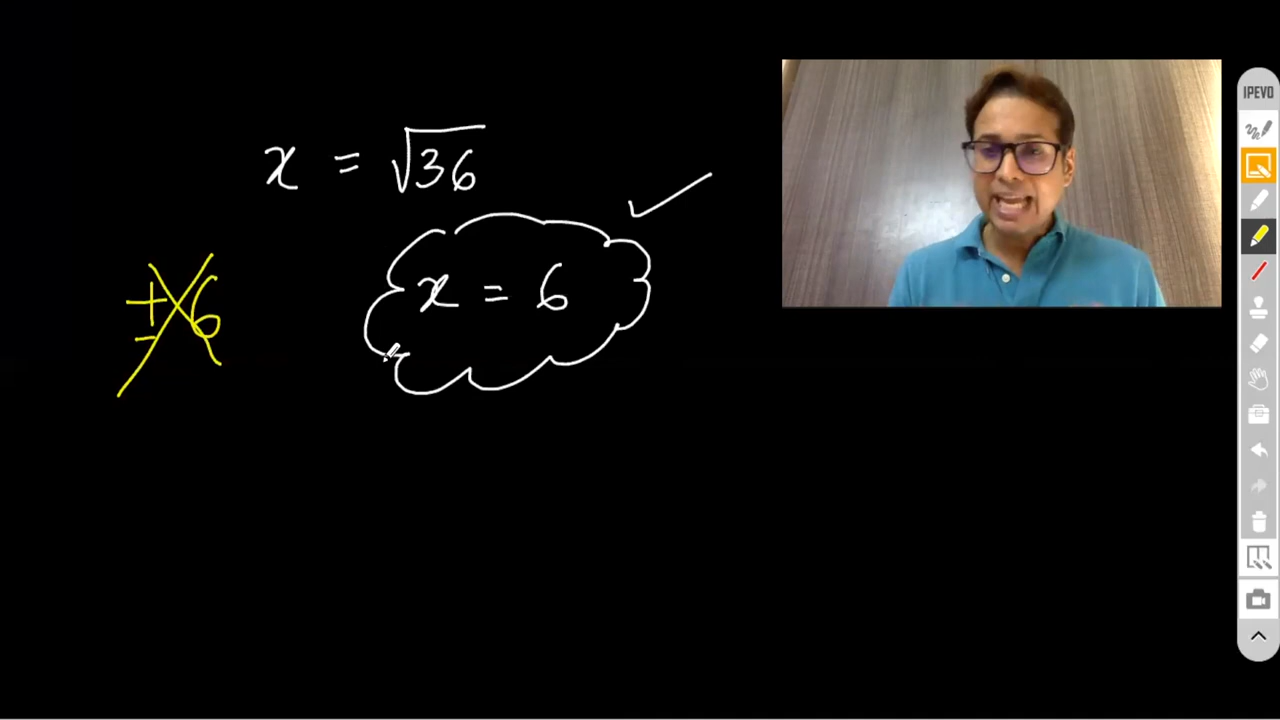 x = √36
x = 6
± 6
IPEVO